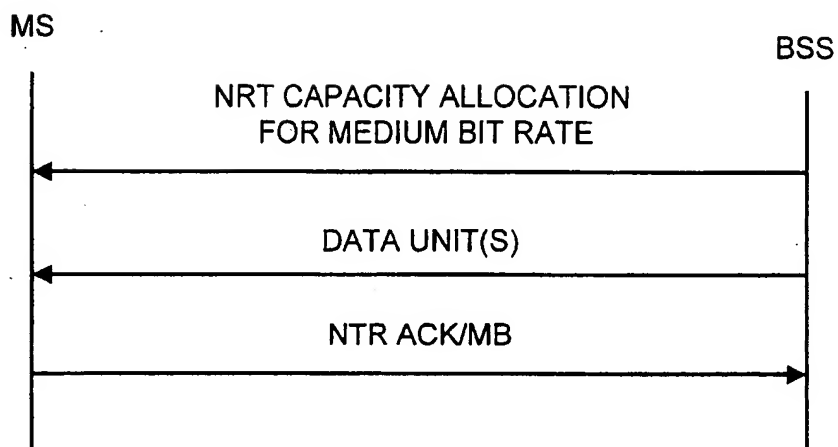 MS
BSS
NRT CAPACITY ALLOCATION
FOR MEDIUM BIT RATE
DATA UNIT(S)
NTR ACK/MB